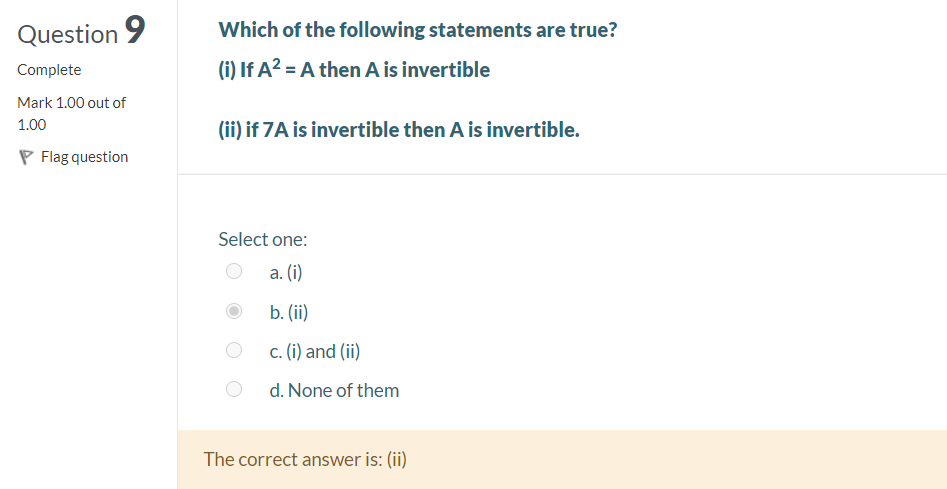 Question 9
Complete
Mark 1.00 out of
1.00
Flag question
Which of the following statements are true?
(i) If A² = A then A is invertible
(ii) if 7A is invertible then A is invertible.
Select one:
a. (i)
b. (ii)
c. (i) and (ii)
d. None of them
The correct answer is: (ii)